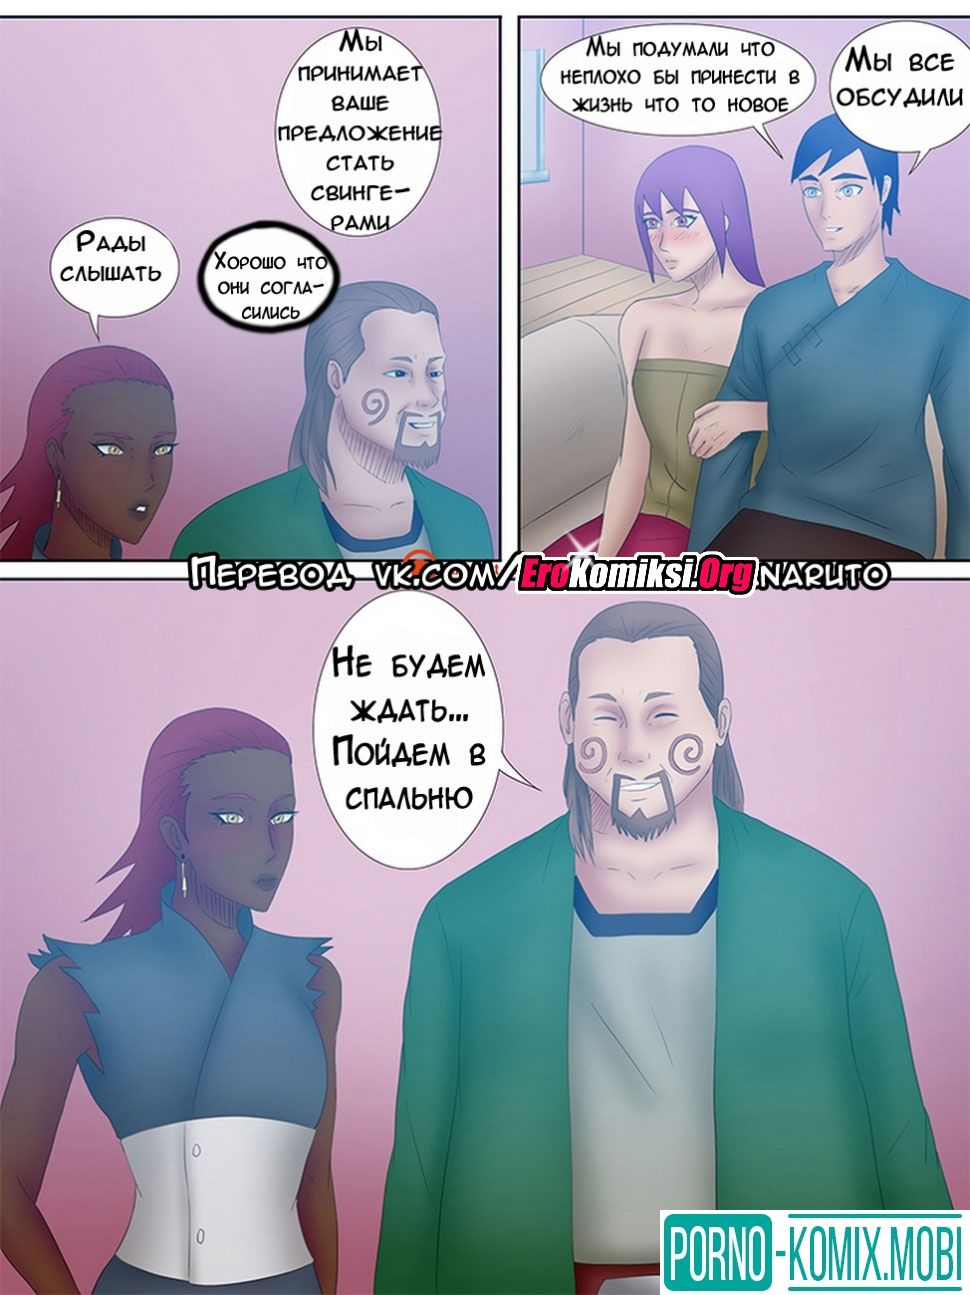 Мы
принимает
ваше
предложение
стать
свинге-
рами
Рады
слышать
Хорошо что
они согла-
сились
Мы подумали что
неплохо бы принести в
жизнь что то новое
Мы все
обсудили
Перевод vk.com/ EroKomiksi.Org naruto
Не будем
ждать...
Пойдем в
спальню
PORNO-KOMIX.MOBI